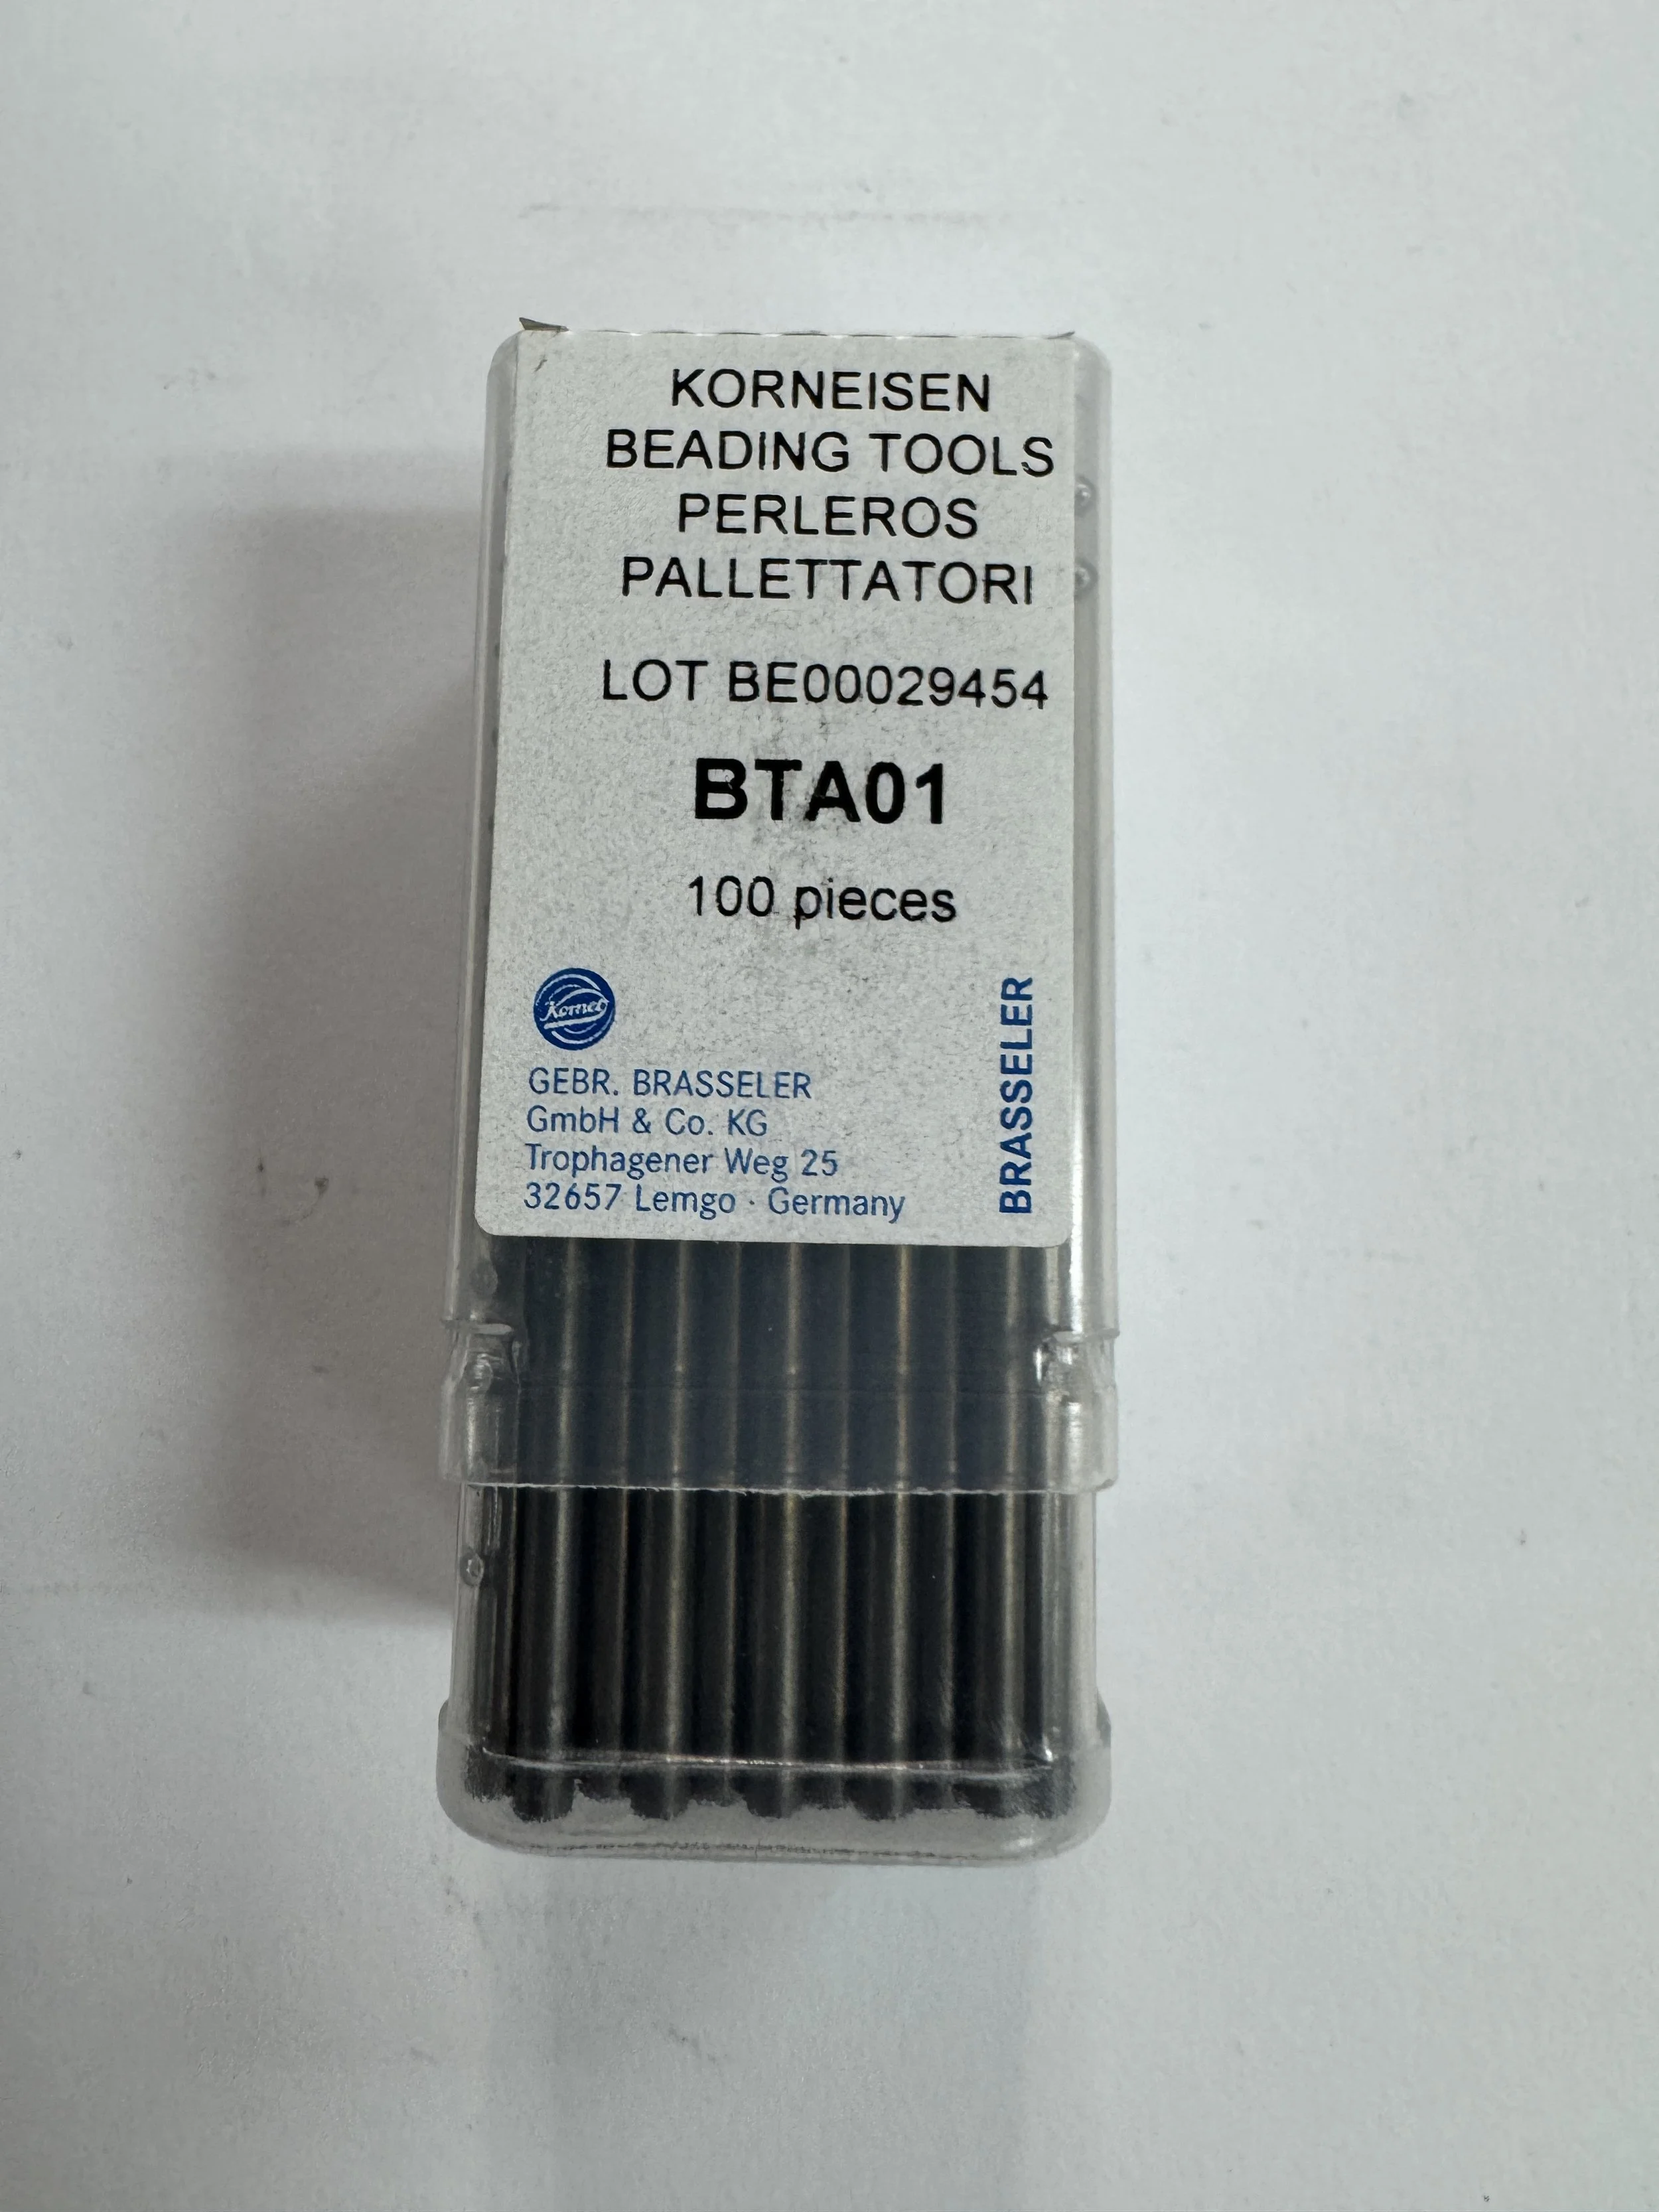 KORNEISEN
BEADING TOOLS
PERLEROS
PALLETTATORI
LOT BE00029454
BTA01
100 pieces
Komet
GEBR. BRASSELER
GmbH & Co. KG
Trophagener Weg 25
32657 Lemgo · Germany
BRASSELER